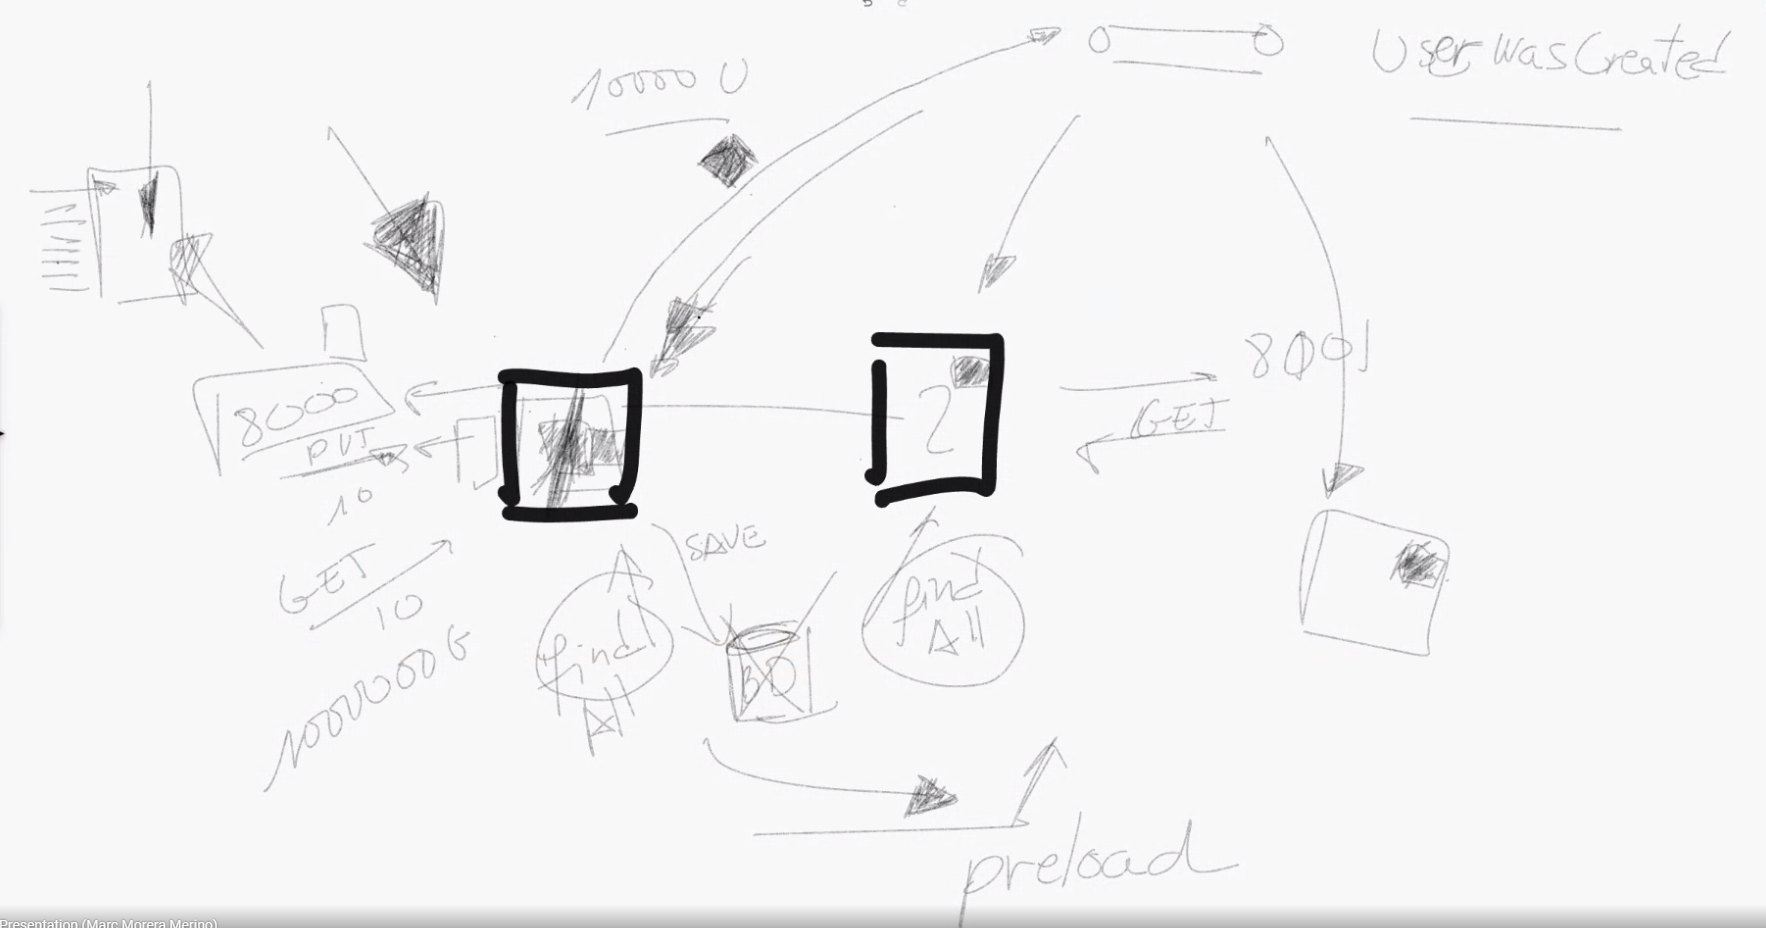 10000 U
UserWasCreated
8001
8000
PUT
10
2
GET
GET
10
1000000 G
SAVE
find
All
BD
find
All
preload
Presentation (Marc Morera Merino)